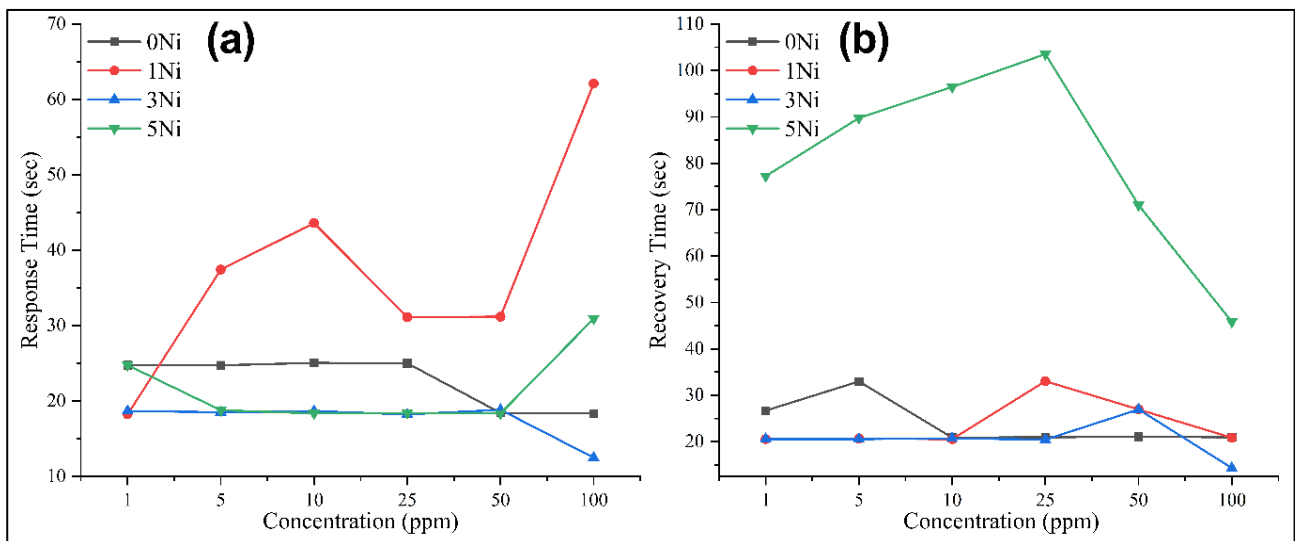 (a)
0Ni
1Ni
3Ni
5Ni
Response Time (sec)
70
60
50
40
30
20
10
1 5 10 25 50 100
Concentration (ppm)
(b)
0Ni
1Ni
3Ni
5Ni
Recovery Time (sec)
110
100
90
80
70
60
50
40
30
20
1 5 10 25 50 100
Concentration (ppm)